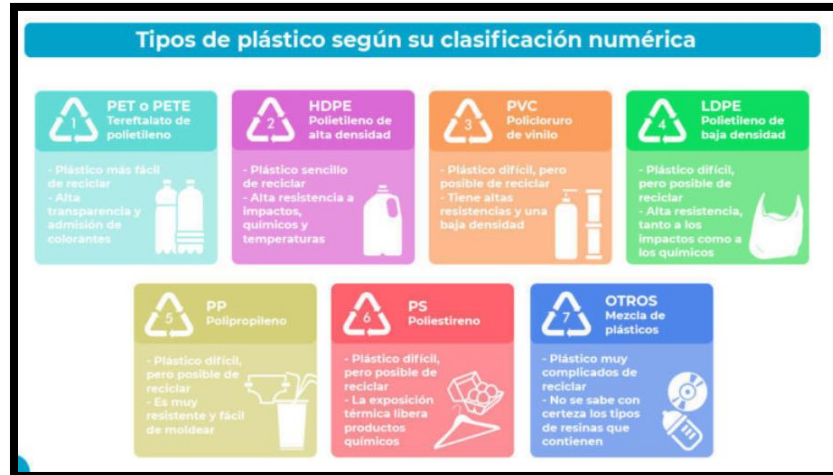 Tipos de plástico según su clasificación numérica
1
PET o PETE
Tereftalato de
polietileno
- Plástico más fácil
de reciclar
- Alta
transparencia y
admisión de
colorantes
2
HDPE
Polietileno de
alta densidad
- Plástico sencillo
de reciclar
- Alta resistencia a
impactos,
químicos y
temperaturas
3
PVC
Policloruro
de vinilo
- Plástico difícil, pero
posible de reciclar
- Tiene altas
resistencias y una
baja densidad
4
LDPE
Polietileno de
baja densidad
- Plástico difícil,
pero posible de
reciclar
- Alta resistencia,
tanto a los
impactos como a
los químicos
5
PP
Polipropileno
- Plástico difícil,
pero posible de
reciclar
- Es muy
resistente y fácil
de moldear
6
PS
Poliestireno
- Plástico difícil,
pero posible de
reciclar
- La exposición
térmica libera
productos
químicos
7
OTROS
Mezcla de
plásticos
- Plástico muy
complicados de
reciclar
- No se sabe con
certeza los tipos
de resinas que
contienen